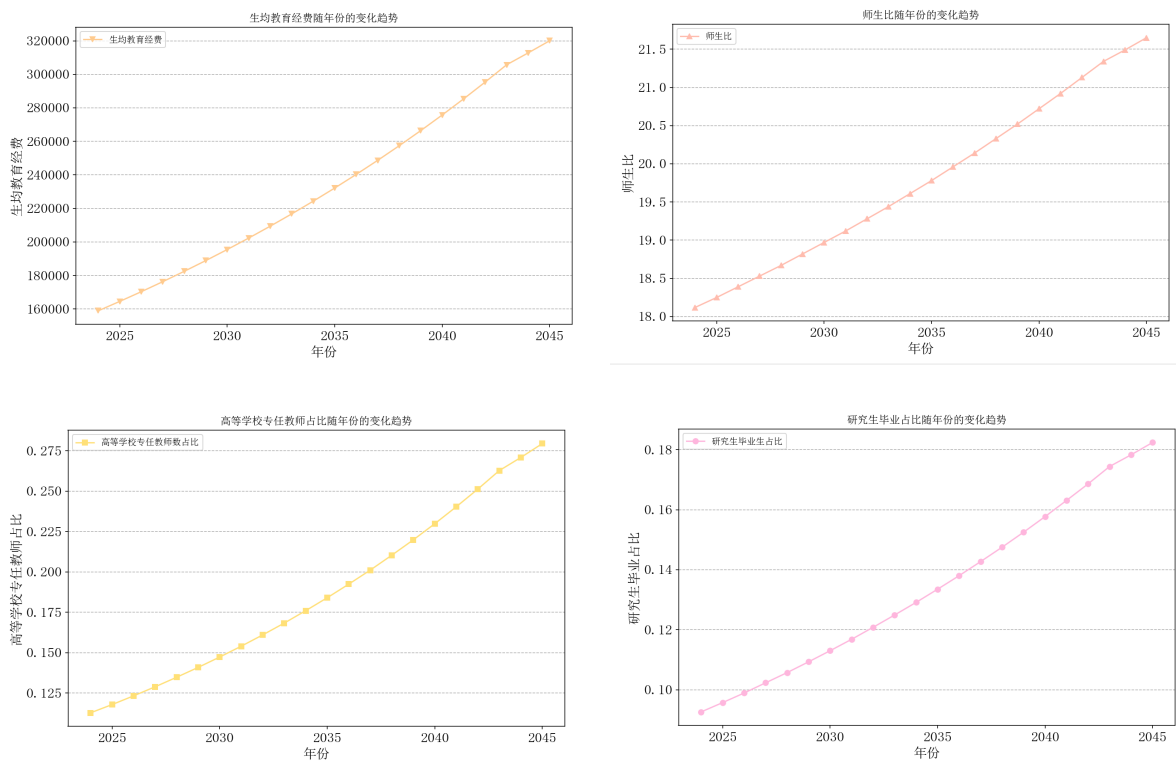 生均教育经费随年份的变化趋势
生均教育经费
320000
300000
280000
260000
240000
220000
200000
180000
160000
生均教育经费
2025 2030 2035 2040 2045
年份
师生比随年份的变化趋势
师生比
21.5
21.0
20.5
20.0
19.5
19.0
18.5
18.0
师生比
2025 2030 2035 2040 2045
年份
高等学校专任教师占比随年份的变化趋势
高等学校专任教师数占比
0.275
0.250
0.225
0.200
0.175
0.150
0.125
高等学校专任教师占比
2025 2030 2035 2040 2045
年份
研究生毕业占比随年份的变化趋势
研究生毕业生占比
0.18
0.16
0.14
0.12
0.10
研究生毕业占比
2025 2030 2035 2040 2045
年份